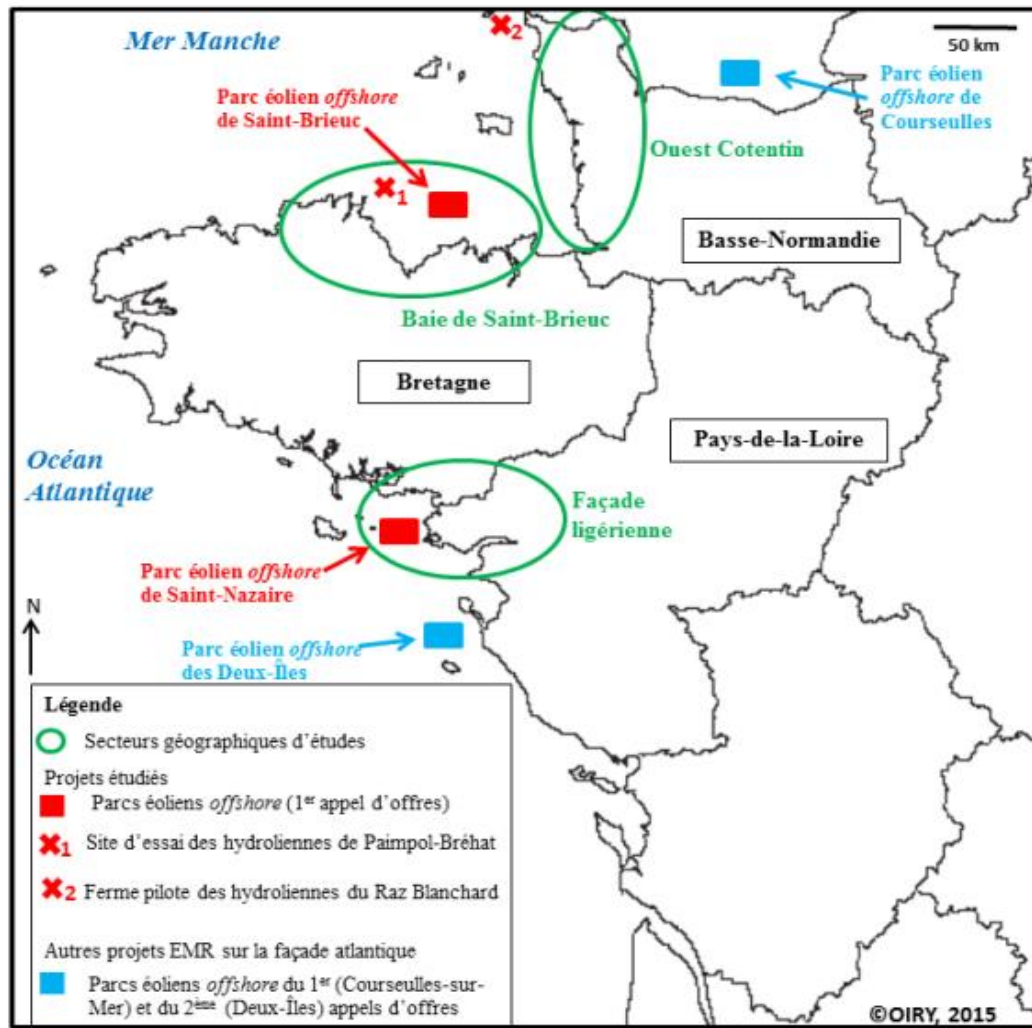 Mer Manche
2
50 km
Parc éolien offshore
de Saint-Brieuc
Parc éolien
offshore de
Courseulles
Ouest Cotentin
1
Basse-Normandie
Baie de Saint-Brieuc
Bretagne
Pays-de-la-Loire
Océan
Atlantique
Façade
ligérienne
Parc éolien offshore
de Saint-Nazaire
N
Parc éolien offshore
des Deux-Îles
Légende
Secteurs géographiques d'études
Projets étudiés
Parcs éoliens offshore (1er appel d'offres)
1 Site d'essai des hydroliennes de Paimpol-Bréhat
2 Ferme pilote des hydroliennes du Raz Blanchard
Autres projets EMR sur la façade atlantique
Parcs éoliens offshore du 1er (Courseulles-sur-
Mer) et du 2ème (Deux-Îles) appels d'offres
©OIRY, 2015